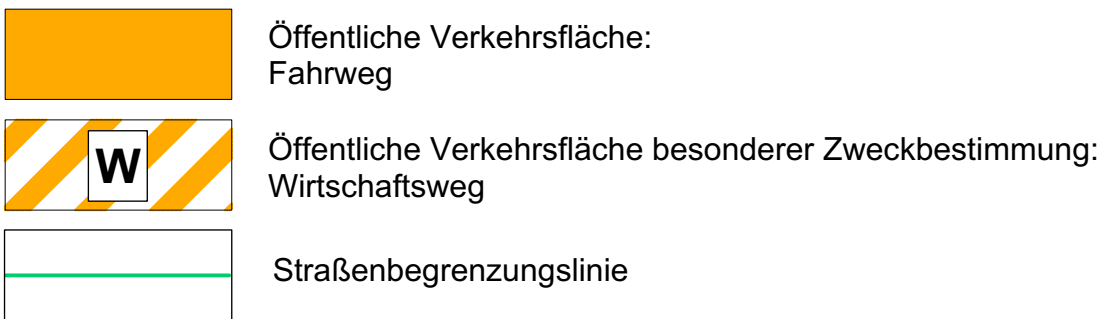 Öffentliche Verkehrsfläche:
Fahrweg
W
Öffentliche Verkehrsfläche besonderer Zweckbestimmung:
Wirtschaftsweg
Straßenbegrenzungslinie